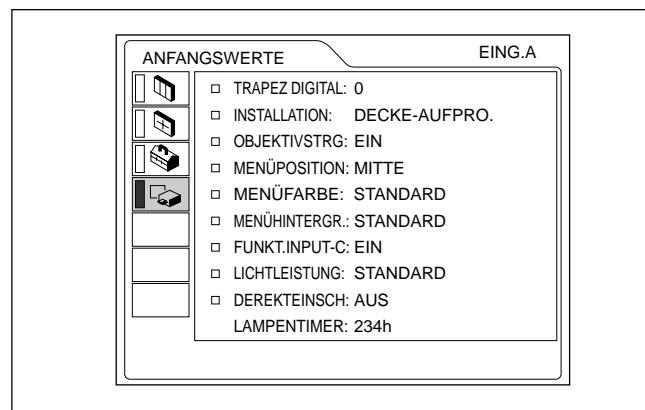 ANFANGSWERTE EING.A
TRAPEZ DIGITAL: 0
INSTALLATION: DECKE-AUFPRO.
OBJEKTIVSTRG: EIN
MENÜPOSITION: MITTE
MENÜFARBE: STANDARD
MENÜHINTERGR.: STANDARD
FUNKT.INPUT-C: EIN
LICHTLEISTUNG: STANDARD
DEREKTEINSCH: AUS
LAMPENTIMER: 234h